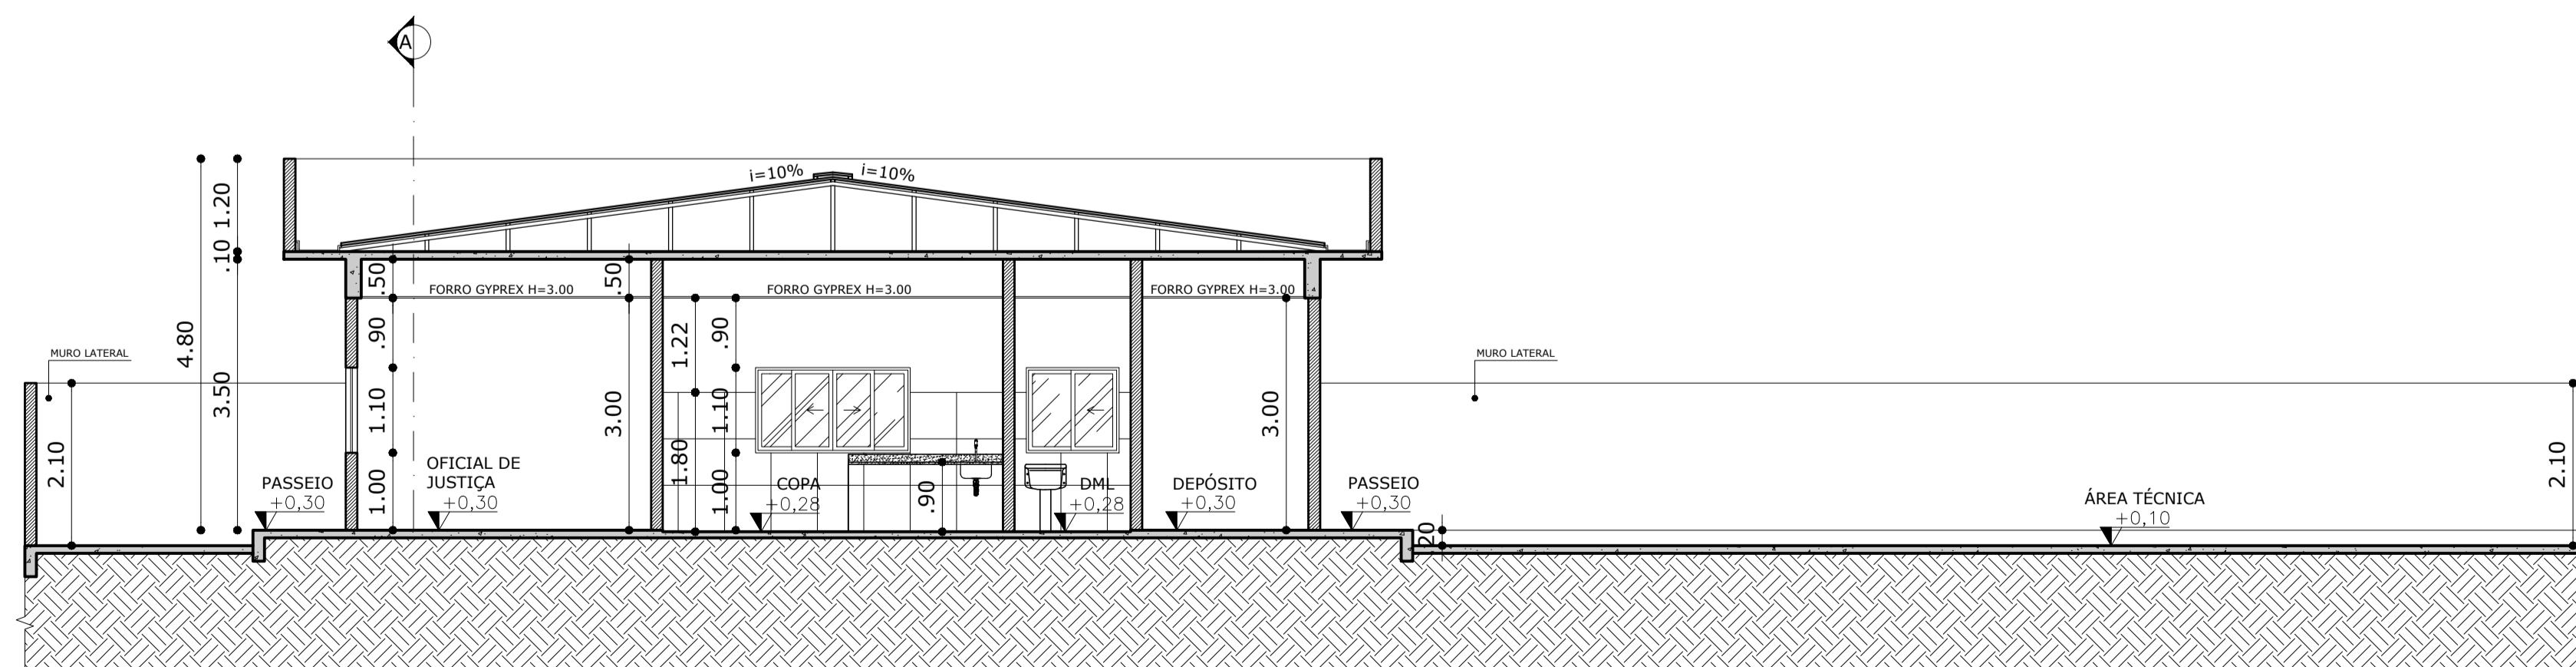 A
i=10%
i=10%
1.20
.10
4.80
3.50
.50
.50
FORRO GYPREX H=3.00
FORRO GYPREX H=3.00
FORRO GYPREX H=3.00
.90
1.22
.90
MURO LATERAL
MURO LATERAL
1.10
3.00
1.10
3.00
2.10
1.80
2.10
PASSEIO
+0,30
1.00
OFICIAL DE
JUSTIÇA
+0,30
1.00
COPA
+0,28
.90
DML
+0,28
DEPÓSITO
+0,30
PASSEIO
+0,30
20
ÁREA TÉCNICA
+0,10